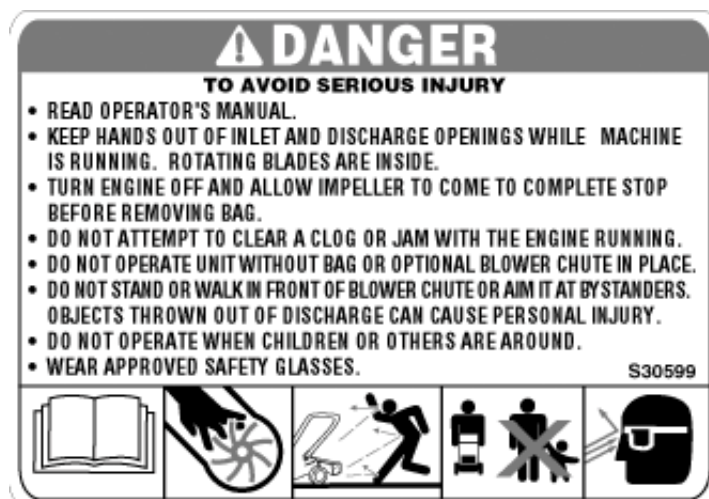 DANGER
TO AVOID SERIOUS INJURY
• READ OPERATOR'S MANUAL.
• KEEP HANDS OUT OF INLET AND DISCHARGE OPENINGS WHILE MACHINE
IS RUNNING. ROTATING BLADES ARE INSIDE.
• TURN ENGINE OFF AND ALLOW IMPELLER TO COME TO COMPLETE STOP
BEFORE REMOVING BAG.
• DO NOT ATTEMPT TO CLEAR A CLOG OR JAM WITH THE ENGINE RUNNING.
• DO NOT OPERATE UNIT WITHOUT BAG OR OPTIONAL BLOWER CHUTE IN PLACE.
• DO NOT STAND OR WALK IN FRONT OF BLOWER CHUTE OR AIM IT AT BYSTANDERS.
OBJECTS THROWN OUT OF DISCHARGE CAN CAUSE PERSONAL INJURY.
• DO NOT OPERATE WHEN CHILDREN OR OTHERS ARE AROUND.
• WEAR APPROVED SAFETY GLASSES.
S30599